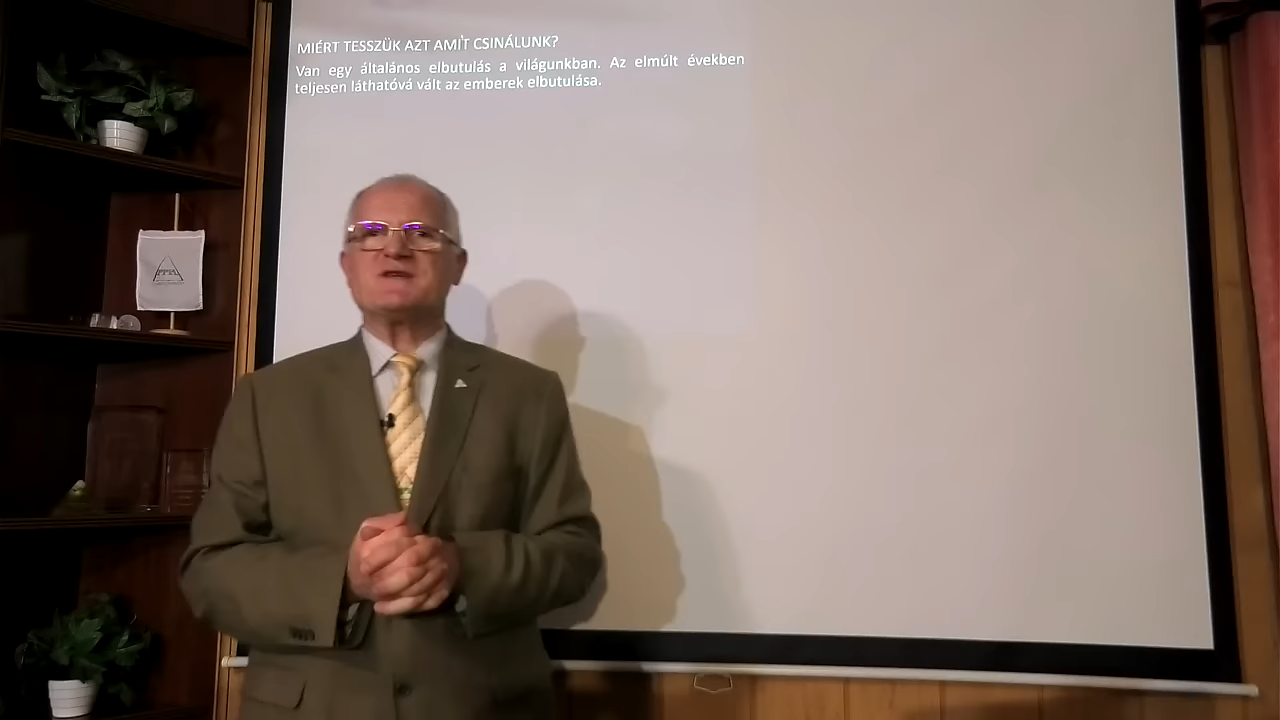 MIÉRT TESSZÜK AZT AMIT CSINÁLUNK?
Van egy általános elbutulás a világunkban. Az elmúlt években
teljesen láthatóvá vált az emberek elbutulása.